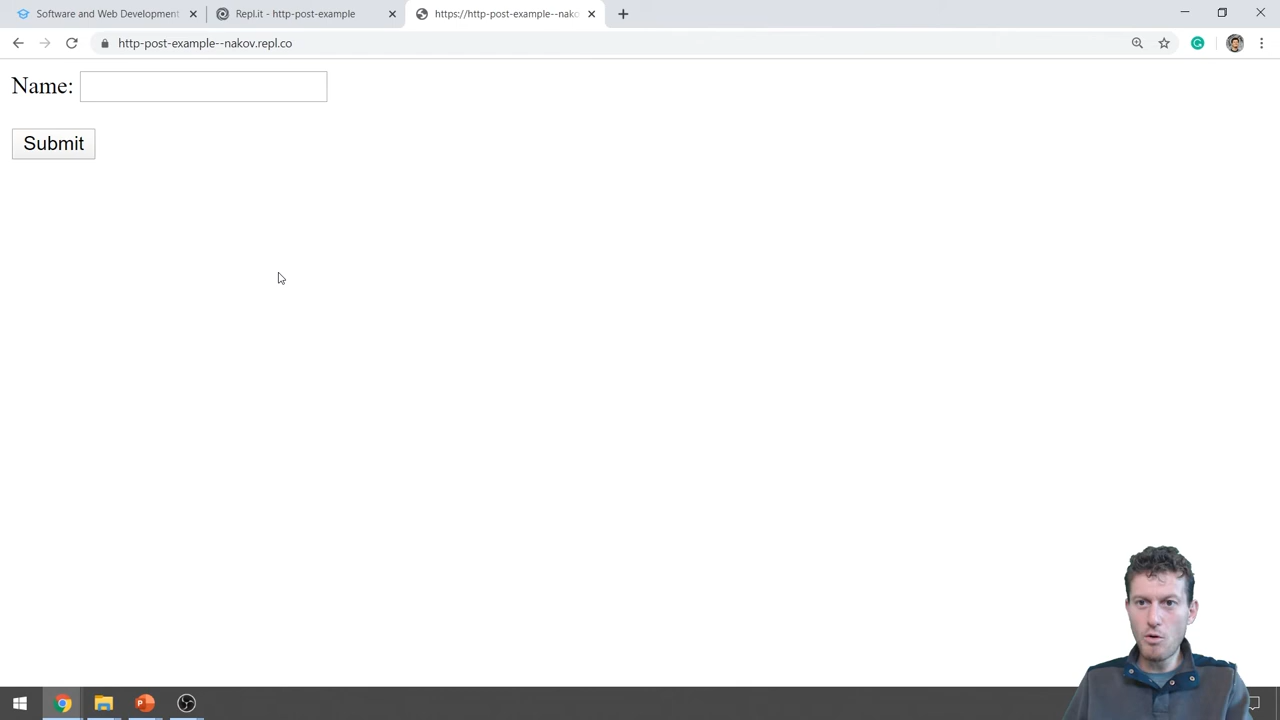 Software and Web Development
Repl.it - http-post-example
https://http-post-example--nako
http-post-example--nakov.repl.co
Name:
Submit